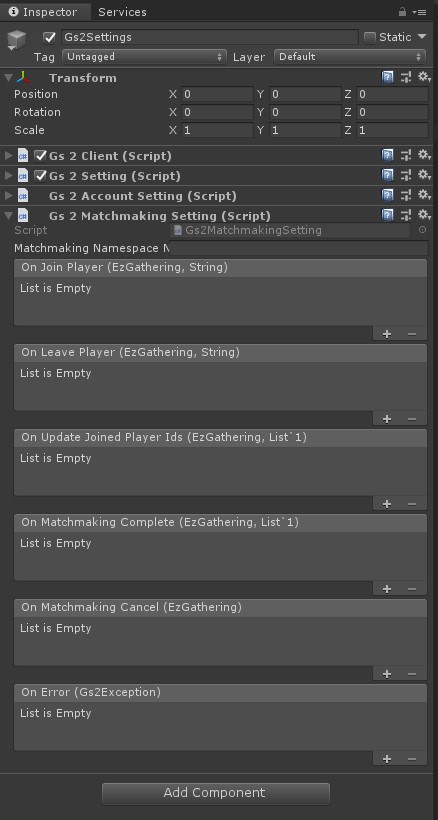 Inspector
Services
Gs2Settings
Static
Tag Untagged Layer Default
Transform
Position X 0 Y 0 Z 0
Rotation X 0 Y 0 Z 0
Scale X 1 Y 1 Z 1
Gs 2 Client (Script)
Gs 2 Setting (Script)
Gs 2 Account Setting (Script)
Gs 2 Matchmaking Setting (Script)
Script Gs2MatchmakingSetting
Matchmaking Namespace N
On Join Player (EzGathering, String)
List is Empty
On Leave Player (EzGathering, String)
List is Empty
On Update Joined Player Ids (EzGathering, List`1)
List is Empty
On Matchmaking Complete (EzGathering, List`1)
List is Empty
On Matchmaking Cancel (EzGathering)
List is Empty
On Error (Gs2Exception)
List is Empty
Add Component